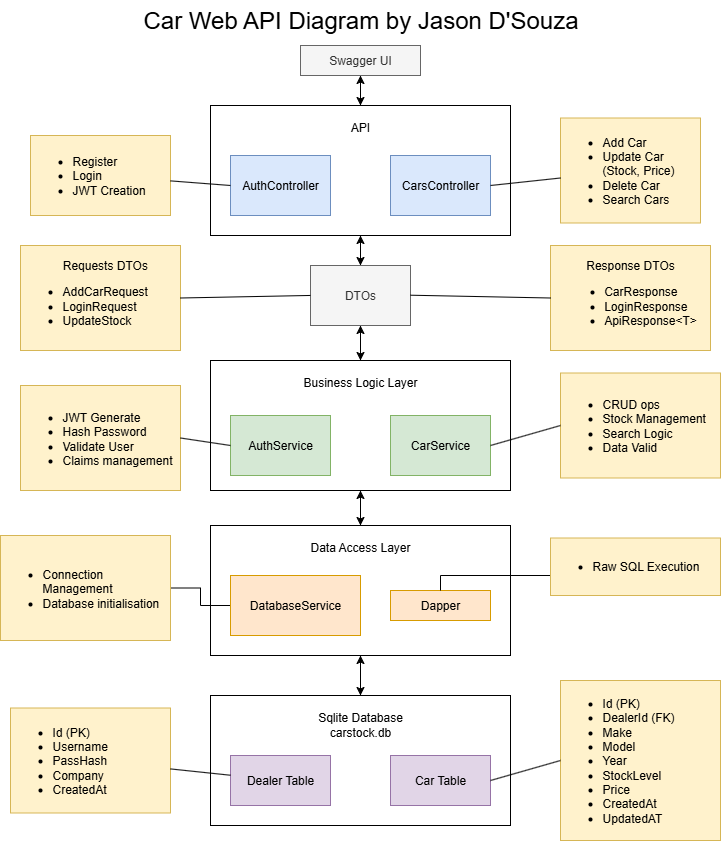 Car Web API Diagram by Jason D'Souza
Swagger UI
API
Register
Login
JWT Creation
AuthController
CarsController
Add Car
Update Car
(Stock, Price)
Delete Car
Search Cars
Requests DTOs
AddCarRequest
LoginRequest
UpdateStock
DTOs
Response DTOs
CarResponse
LoginResponse
ApiResponse<T>
Business Logic Layer
JWT Generate
Hash Password
Validate User
Claims management
AuthService
CarService
CRUD ops
Stock Management
Search Logic
Data Valid
Data Access Layer
Connection
Management
Database initialisation
DatabaseService
Dapper
Raw SQL Execution
Sqlite Database
carstock.db
Id (PK)
Username
PassHash
Company
CreatedAt
Dealer Table
Car Table
Id (PK)
DealerId (FK)
Make
Model
Year
StockLevel
Price
CreatedAt
UpdatedAT